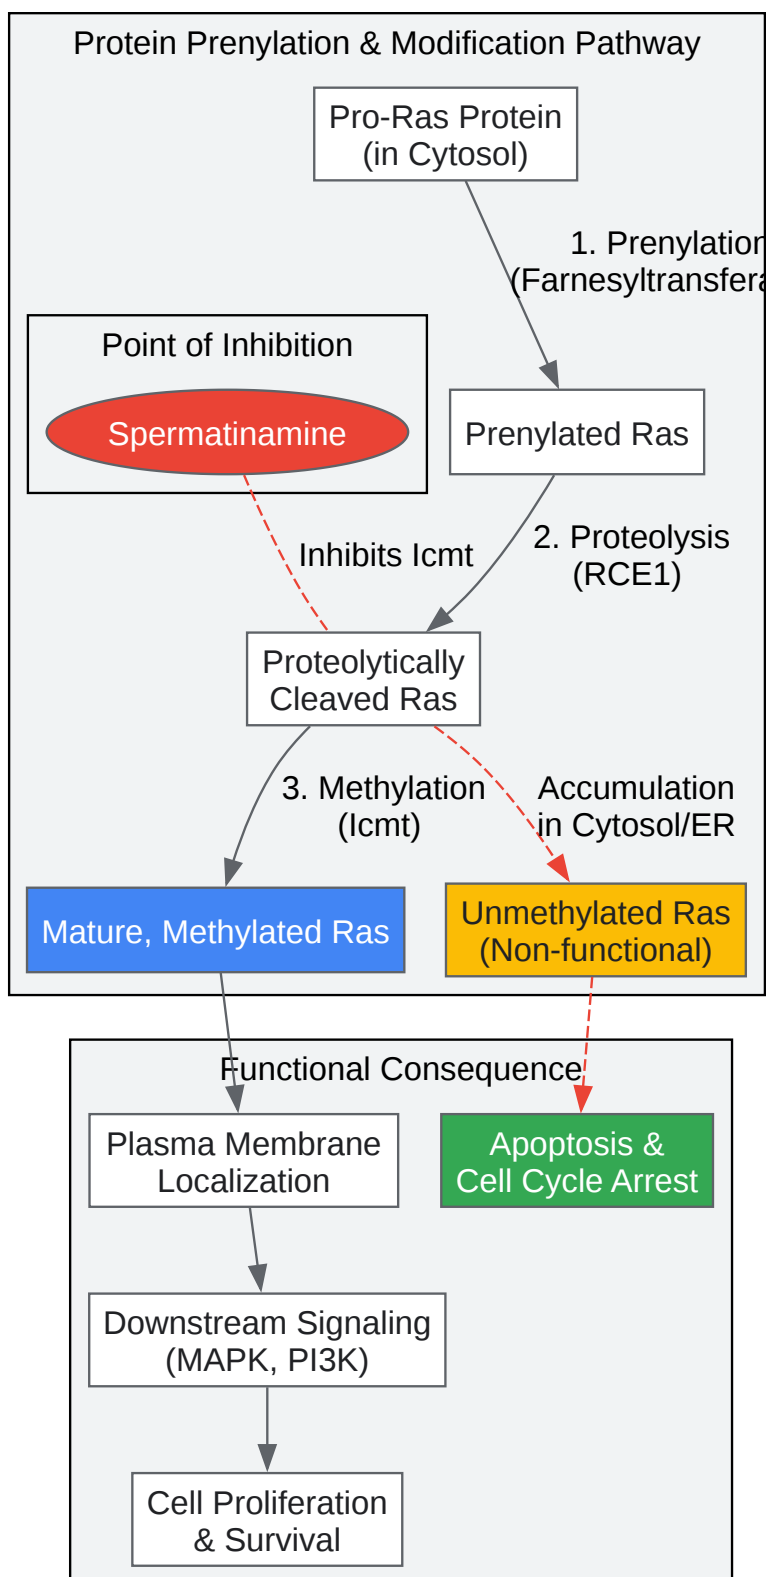 Protein Prenylation & Modification Pathway
Pro-Ras Protein
(in Cytosol)
1. Prenylation
(Farnesyltransfera
Point of Inhibition
Spermatinamine
Prenylated Ras
Inhibits Icmt
2. Proteolysis
(RCE1)
Proteolytically
Cleaved Ras
3. Methylation
(Icmt)
Accumulation
in Cytosol/ER
Mature, Methylated Ras
Unmethylated Ras
(Non-functional)
Functional Consequence
Plasma Membrane
Localization
Apoptosis &
Cell Cycle Arrest
Downstream Signaling
(MAPK, PI3K)
Cell Proliferation
& Survival